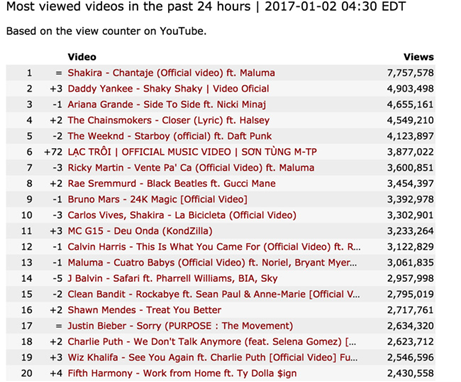 Most viewed videos in the past 24 hours | 2017-01-02 04:30 EDT
Based on the view counter on YouTube.
Video Views
1 = Shakira - Chantaje (Official video) ft. Maluma 7,757,578
2 +3 Daddy Yankee - Shaky Shaky | Video Oficial 4,903,498
3 -1 Ariana Grande - Side To Side ft. Nicki Minaj 4,655,161
4 +2 The Chainsmokers - Closer (Lyric) ft. Halsey 4,549,210
5 -2 The Weeknd - Starboy (official) ft. Daft Punk 4,123,897
6 +72 LẠC TRÔI | OFFICIAL MUSIC VIDEO | SƠN TÙNG M-TP 3,877,022
7 -3 Ricky Martin - Vente Pa' Ca (Official Video) ft. Maluma 3,600,851
8 +2 Rae Sremmurd - Black Beatles ft. Gucci Mane 3,454,397
9 -1 Bruno Mars - 24K Magic [Official Video] 3,392,978
10 -3 Carlos Vives, Shakira - La Bicicleta (Official Video) 3,302,901
11 +3 MC G15 - Deu Onda (KondZilla) 3,233,264
12 -1 Calvin Harris - This Is What You Came For (Official Video) ft. R... 3,122,829
13 -1 Maluma - Cuatro Babys (Official Video) ft. Noriel, Bryant Myer... 3,061,835
14 -5 J Balvin - Safari ft. Pharrell Williams, BIA, Sky 2,957,998
15 -2 Clean Bandit - Rockabye ft. Sean Paul & Anne-Marie [Official V... 2,795,019
16 +2 Shawn Mendes - Treat You Better 2,717,761
17 = Justin Bieber - Sorry (PURPOSE : The Movement) 2,634,320
18 +2 Charlie Puth - We Don't Talk Anymore (feat. Selena Gomez) [... 2,623,712
19 +3 Wiz Khalifa - See You Again ft. Charlie Puth [Official Video] Fu... 2,546,596
20 +4 Fifth Harmony - Work from Home ft. Ty Dolla $ign 2,430,558